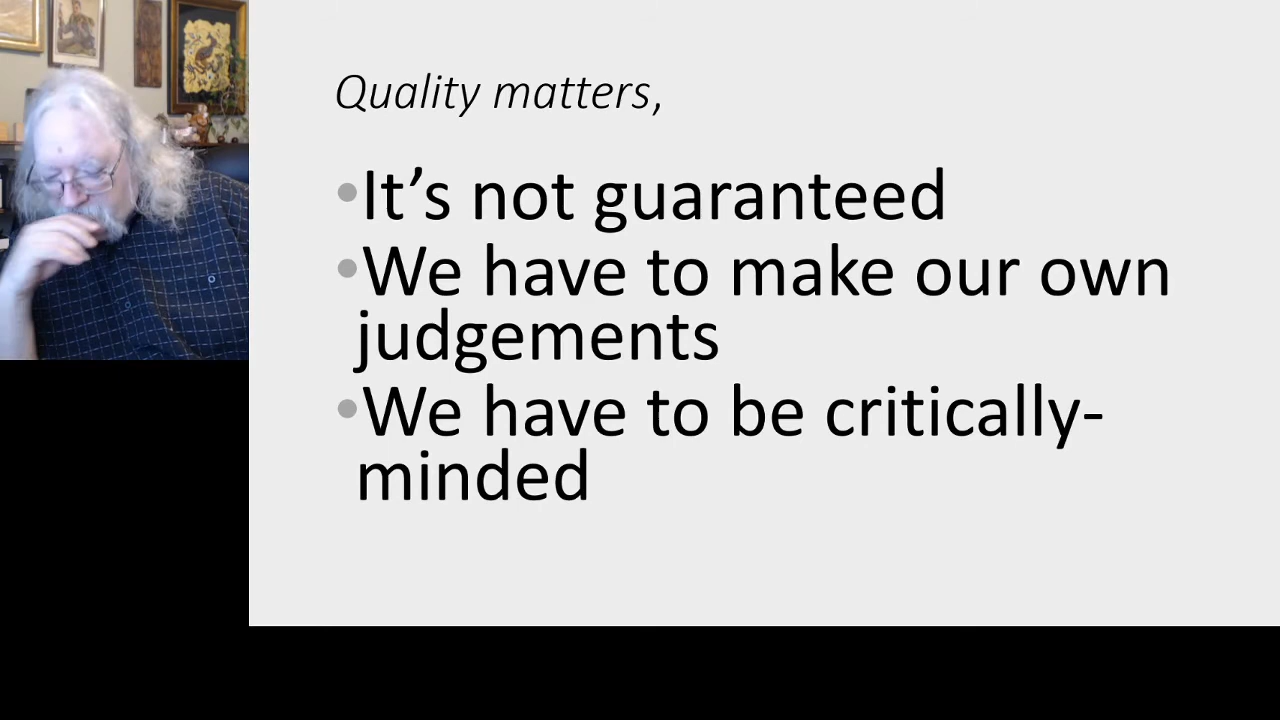 Quality matters,
•It's not guaranteed
•We have to make our own
judgements
•We have to be critically-
minded